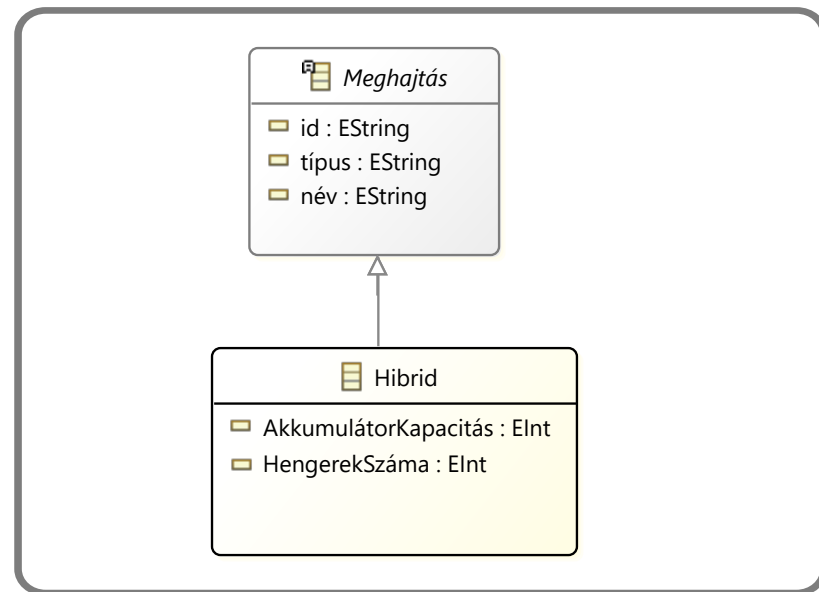 Meghajtás
id : EString
típus : EString
név : EString
Hibrid
AkkumulátorKapacitás : EInt
HengerekSzáma : EInt